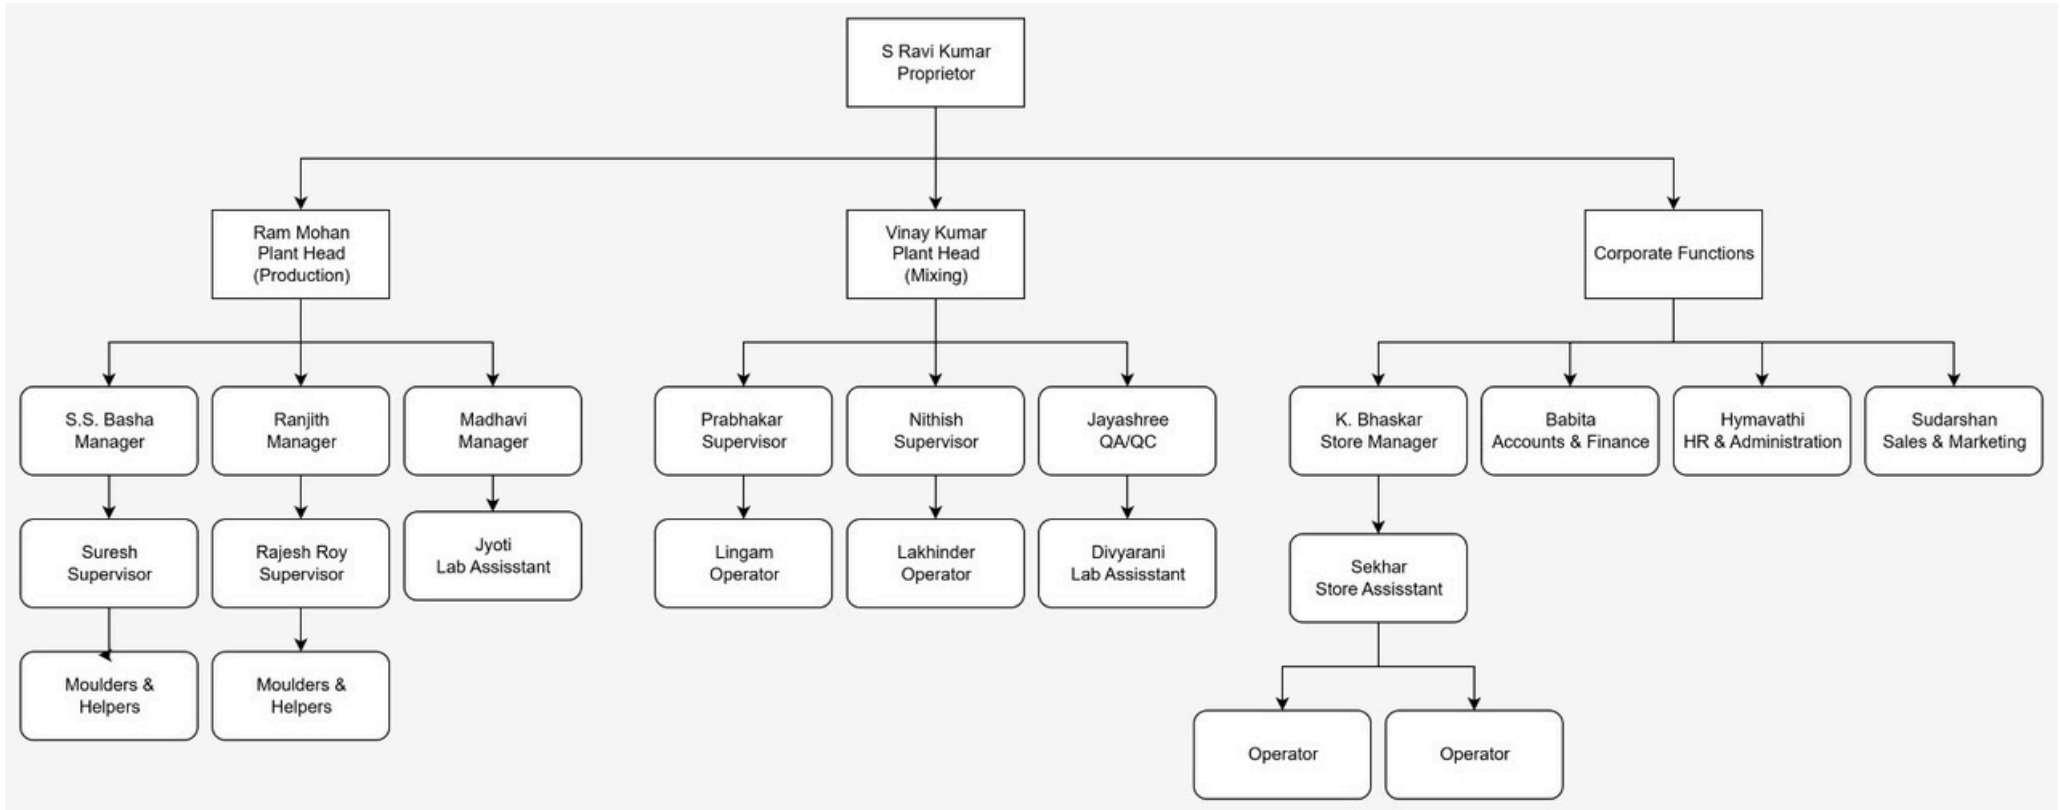 S Ravi Kumar
Proprietor
Ram Mohan
Plant Head
(Production)
Vinay Kumar
Plant Head
(Mixing)
Corporate Functions
S.S. Basha
Manager
Ranjith
Manager
Madhavi
Manager
Prabhakar
Supervisor
Nithish
Supervisor
Jayashree
QA/QC
K. Bhaskar
Store Manager
Babita
Accounts & Finance
Hymavathi
HR & Administration
Sudarshan
Sales & Marketing
Suresh
Supervisor
Rajesh Roy
Supervisor
Jyoti
Lab Assisstant
Lingam
Operator
Lakhinder
Operator
Divyarani
Lab Assisstant
Sekhar
Store Assisstant
Moulders &
Helpers
Moulders &
Helpers
Operator
Operator